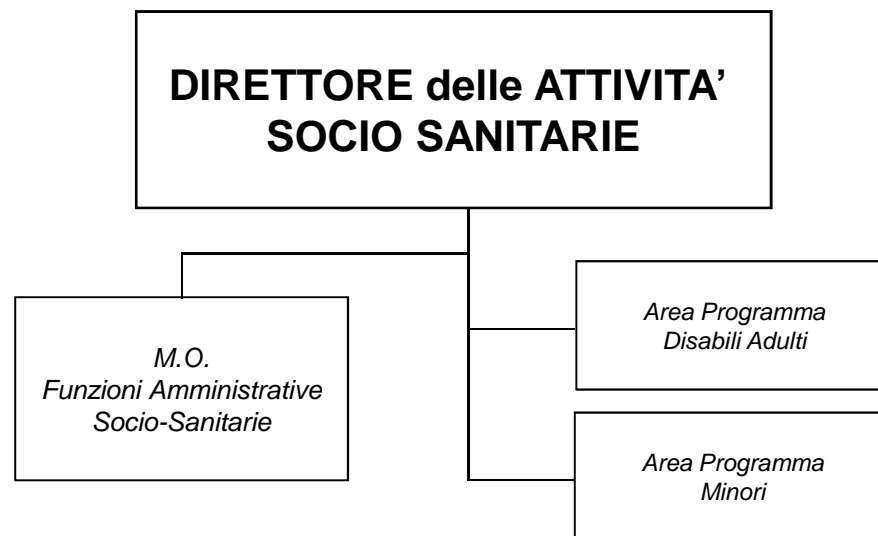 DIRETTORE delle ATTIVITA’
SOCIO SANITARIE
M.O.
Funzioni Amministrative
Socio-Sanitarie
Area Programma
Disabili Adulti
Area Programma
Minori